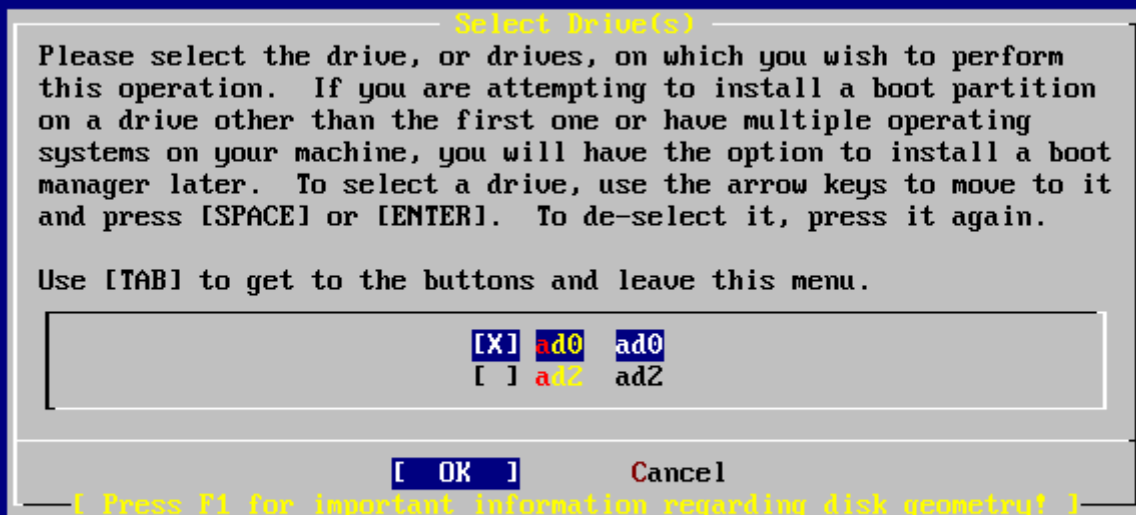 Select Drive(s)
Please select the drive, or drives, on which you wish to perform
this operation.  If you are attempting to install a boot partition
on a drive other than the first one or have multiple operating
systems on your machine, you will have the option to install a boot
manager later.  To select a drive, use the arrow keys to move to it
and press [SPACE] or [ENTER].  To de-select it, press it again.
Use [TAB] to get to the buttons and leave this menu.
[X] ad0 ad0
[ ] ad2 ad2
[ OK ] Cancel
[ Press F1 for important information regarding disk geometry! ]